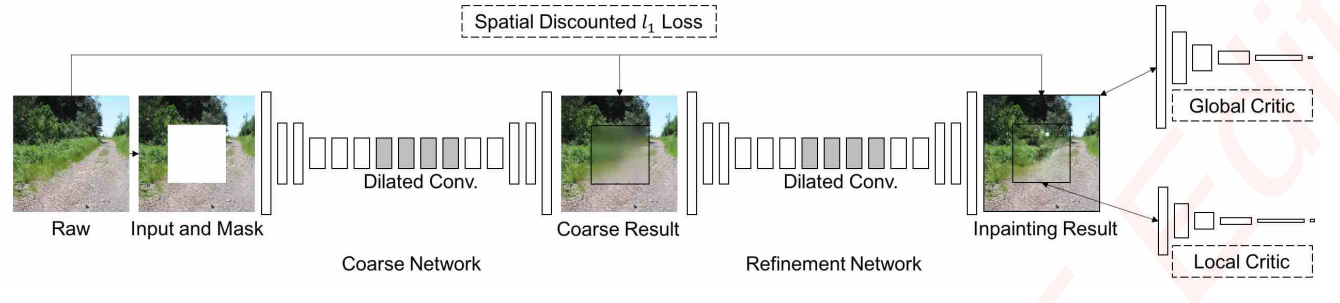 Spatial Discounted l₁ Loss
Global Critic
Dilated Conv.
Dilated Conv.
Raw
Input and Mask
Coarse Result
Inpainting Result
Coarse Network
Refinement Network
Local Critic
Edit